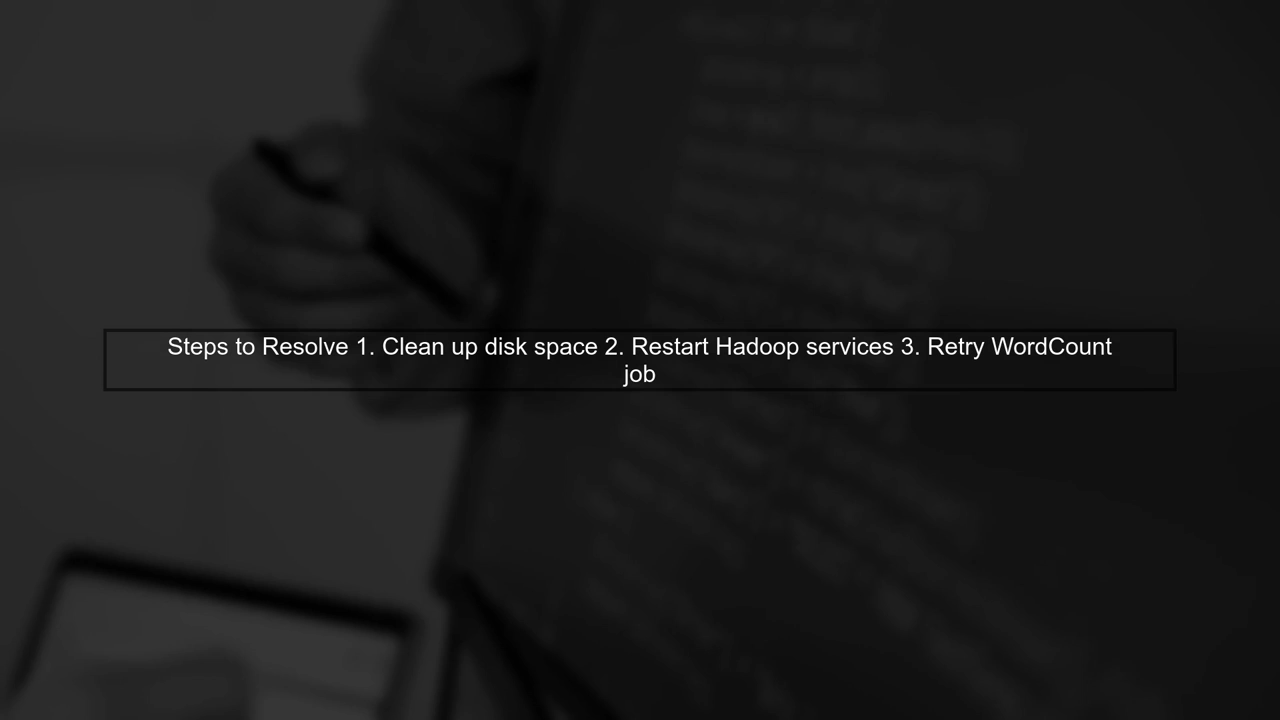 Steps to Resolve 1. Clean up disk space 2. Restart Hadoop services 3. Retry WordCount
job